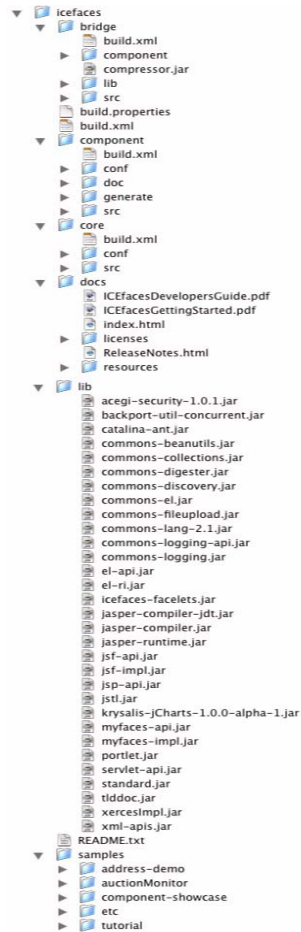 icefaces
bridge
build.xml
component
compressor.jar
lib
src
build.properties
build.xml
component
build.xml
conf
doc
generate
src
core
build.xml
conf
src
docs
ICEfacesDevelopersGuide.pdf
ICEfacesGettingStarted.pdf
index.html
licenses
ReleaseNotes.html
resources
lib
acegi-security-1.0.1.jar
backport-util-concurrent.jar
catalina-ant.jar
commons-beanutils.jar
commons-collections.jar
commons-digester.jar
commons-discovery.jar
commons-el.jar
commons-fileupload.jar
commons-lang-2.1.jar
commons-logging-api.jar
commons-logging.jar
el-api.jar
el-ri.jar
icefaces-facelets.jar
jasper-compiler-jdt.jar
jasper-compiler.jar
jasper-runtime.jar
jsf-api.jar
jsf-impl.jar
jsp-api.jar
jstl.jar
krysalis-jCharts-1.0.0-alpha-1.jar
myfaces-api.jar
myfaces-impl.jar
portlet.jar
servlet-api.jar
standard.jar
tlddoc.jar
xercesImpl.jar
xml-apis.jar
README.txt
samples
address-demo
auctionMonitor
component-showcase
etc
tutorial